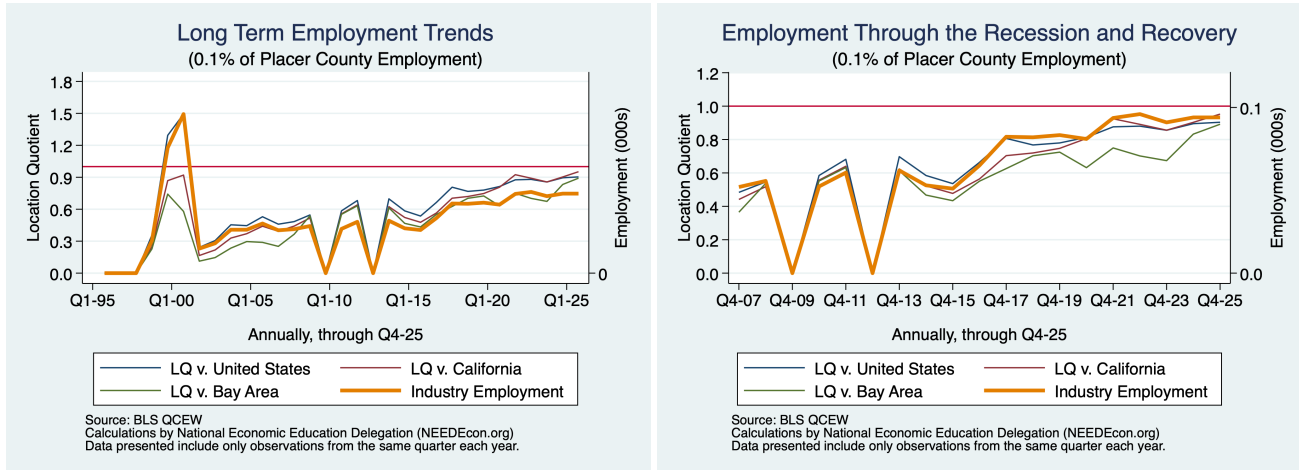 Long Term Employment Trends
(0.1% of Placer County Employment)
Location Quotient
1.8
1.5
1.2
0.9
0.6
0.3
0.0
Employment (000s)
0
Q1-95
Q1-00
Q1-05
Q1-10
Q1-15
Q1-20
Q1-25
Annually, through Q4-25
LQ v. United States
LQ v. California
LQ v. Bay Area
Industry Employment
Source: BLS QCEW
Calculations by National Economic Education Delegation (NEEDEcon.org)
Data presented include only observations from the same quarter each year.
Employment Through the Recession and Recovery
(0.1% of Placer County Employment)
Location Quotient
1.2
1.0
0.8
0.6
0.4
0.2
0.0
Employment (000s)
0.1
0.0
Q4-07
Q4-09
Q4-11
Q4-13
Q4-15
Q4-17
Q4-19
Q4-21
Q4-23
Q4-25
Annually, through Q4-25
LQ v. United States
LQ v. California
LQ v. Bay Area
Industry Employment
Source: BLS QCEW
Calculations by National Economic Education Delegation (NEEDEcon.org)
Data presented include only observations from the same quarter each year.